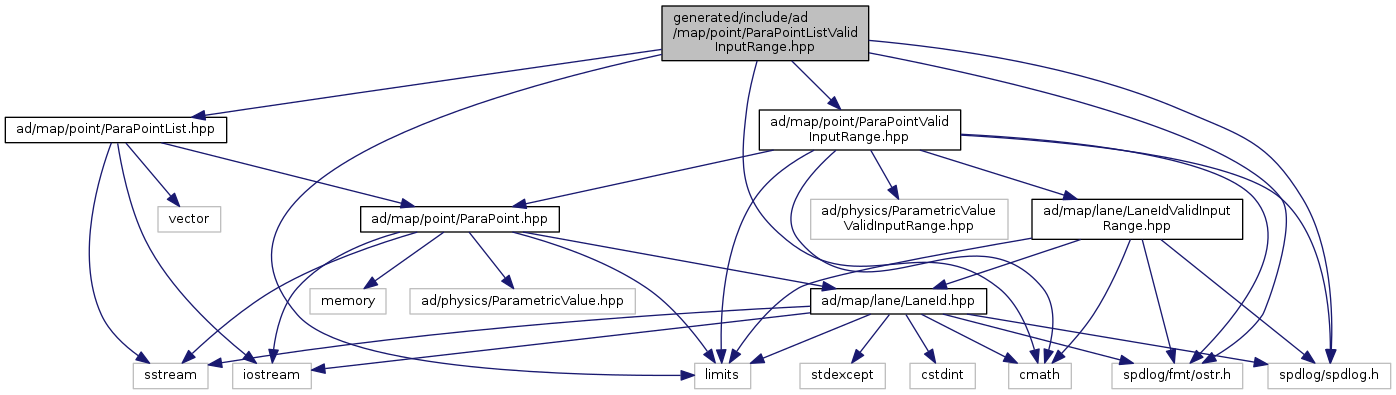 generated/include/ad
/map/point/ParaPointListValid
InputRange.hpp
ad/map/point/ParaPointList.hpp
ad/map/point/ParaPointValid
InputRange.hpp
vector
ad/map/point/ParaPoint.hpp
ad/physics/ParametricValue
ValidInputRange.hpp
ad/map/lane/LaneIdValidInput
Range.hpp
memory
ad/physics/ParametricValue.hpp
ad/map/lane/LaneId.hpp
sstream
iostream
limits
stdexcept
cstdint
cmath
spdlog/fmt/ostr.h
spdlog/spdlog.h